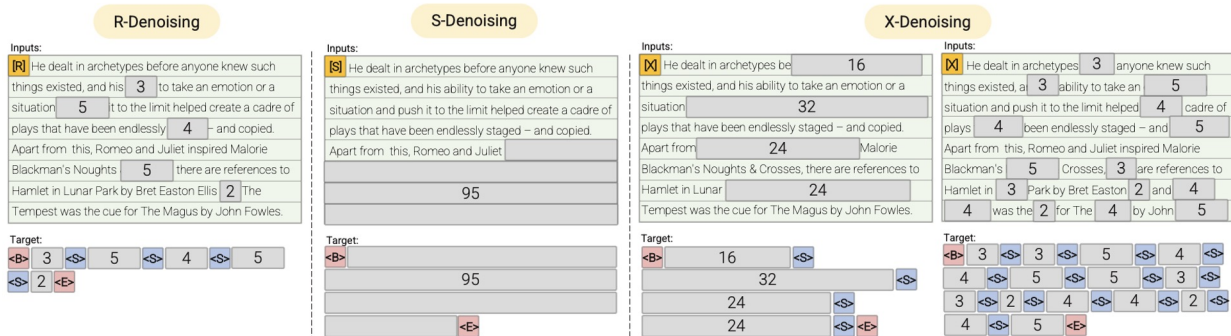 R-Denoising
S-Denoising
X-Denoising
Inputs:
[R] He dealt in archetypes before anyone knew such
things existed, and his 3 to take an emotion or a
situation 5 it to the limit helped create a cadre of
plays that have been endlessly 4 – and copied.
Apart from this, Romeo and Juliet inspired Malorie
Blackman's Noughts 5 there are references to
Hamlet in Lunar Park by Bret Easton Ellis 2 The
Tempest was the cue for The Magus by John Fowles.
Target:
<B> 3 <S> 5 <S> 4 <S> 5
<S> 2 <E>
Inputs:
[S] He dealt in archetypes before anyone knew such
things existed, and his ability to take an emotion or a
situation and push it to the limit helped create a cadre of
plays that have been endlessly staged – and copied.
Apart from this, Romeo and Juliet
95
Target:
<B>
95
<E>
Inputs:
[X] He dealt in archetypes be 16
things existed, and his ability to take an emotion or a
situation 32
plays that have been endlessly staged – and copied.
Apart from 24 Malorie
Blackman's Noughts & Crosses, there are references to
Hamlet in Lunar 24
Tempest was the cue for The Magus by John Fowles.
Target:
<B> 16 <S>
32 <S>
24 <S>
24 <S> <E>
Inputs:
[X] He dealt in archetypes 3 anyone knew such
things existed, a 3 ability to take an 5
situation and push it to the limit helped 4 cadre of
plays 4 been endlessly staged – and 5
Apart from this, Romeo and Juliet inspired Malorie
Blackman's 5 Crosses, 3 are references to
Hamlet in 3 Park by Bret Easton 2 and 4
4 was the 2 for The 4 by John 5
Target:
<B> 3 <S> 3 <S> 5 <S> 4 <S>
4 <S> 5 <S> 5 <S> 3 <S>
3 <S> 2 <S> 4 <S> 4 <S> 2 <S>
4 <S> 5 <E>